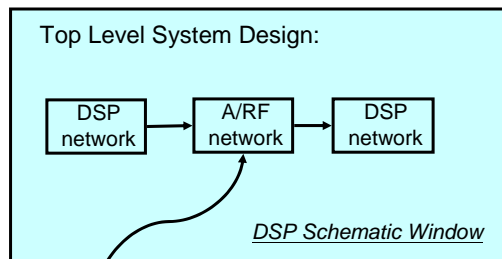 Top Level System Design:
DSP
network
A/RF
network
DSP
network
DSP Schematic Window